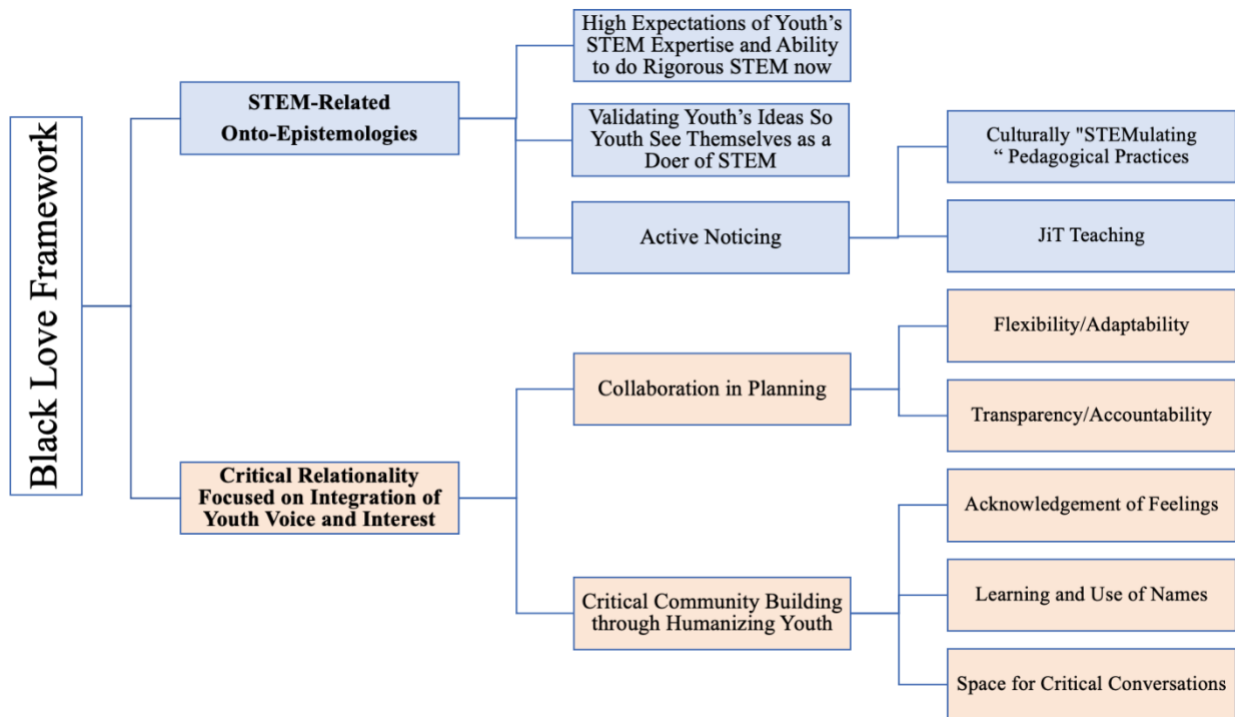 Black Love Framework
STEM-Related
Onto-Epistemologies
High Expectations of Youth’s
STEM Expertise and Ability
to do Rigorous STEM now
Validating Youth’s Ideas So
Youth See Themselves as a
Doer of STEM
Active Noticing
Culturally "STEMulating
“ Pedagogical Practices
JiT Teaching
Critical Relationality
Focused on Integration of
Youth Voice and Interest
Collaboration in Planning
Flexibility/Adaptability
Transparency/Accountability
Critical Community Building
through Humanizing Youth
Acknowledgement of Feelings
Learning and Use of Names
Space for Critical Conversations